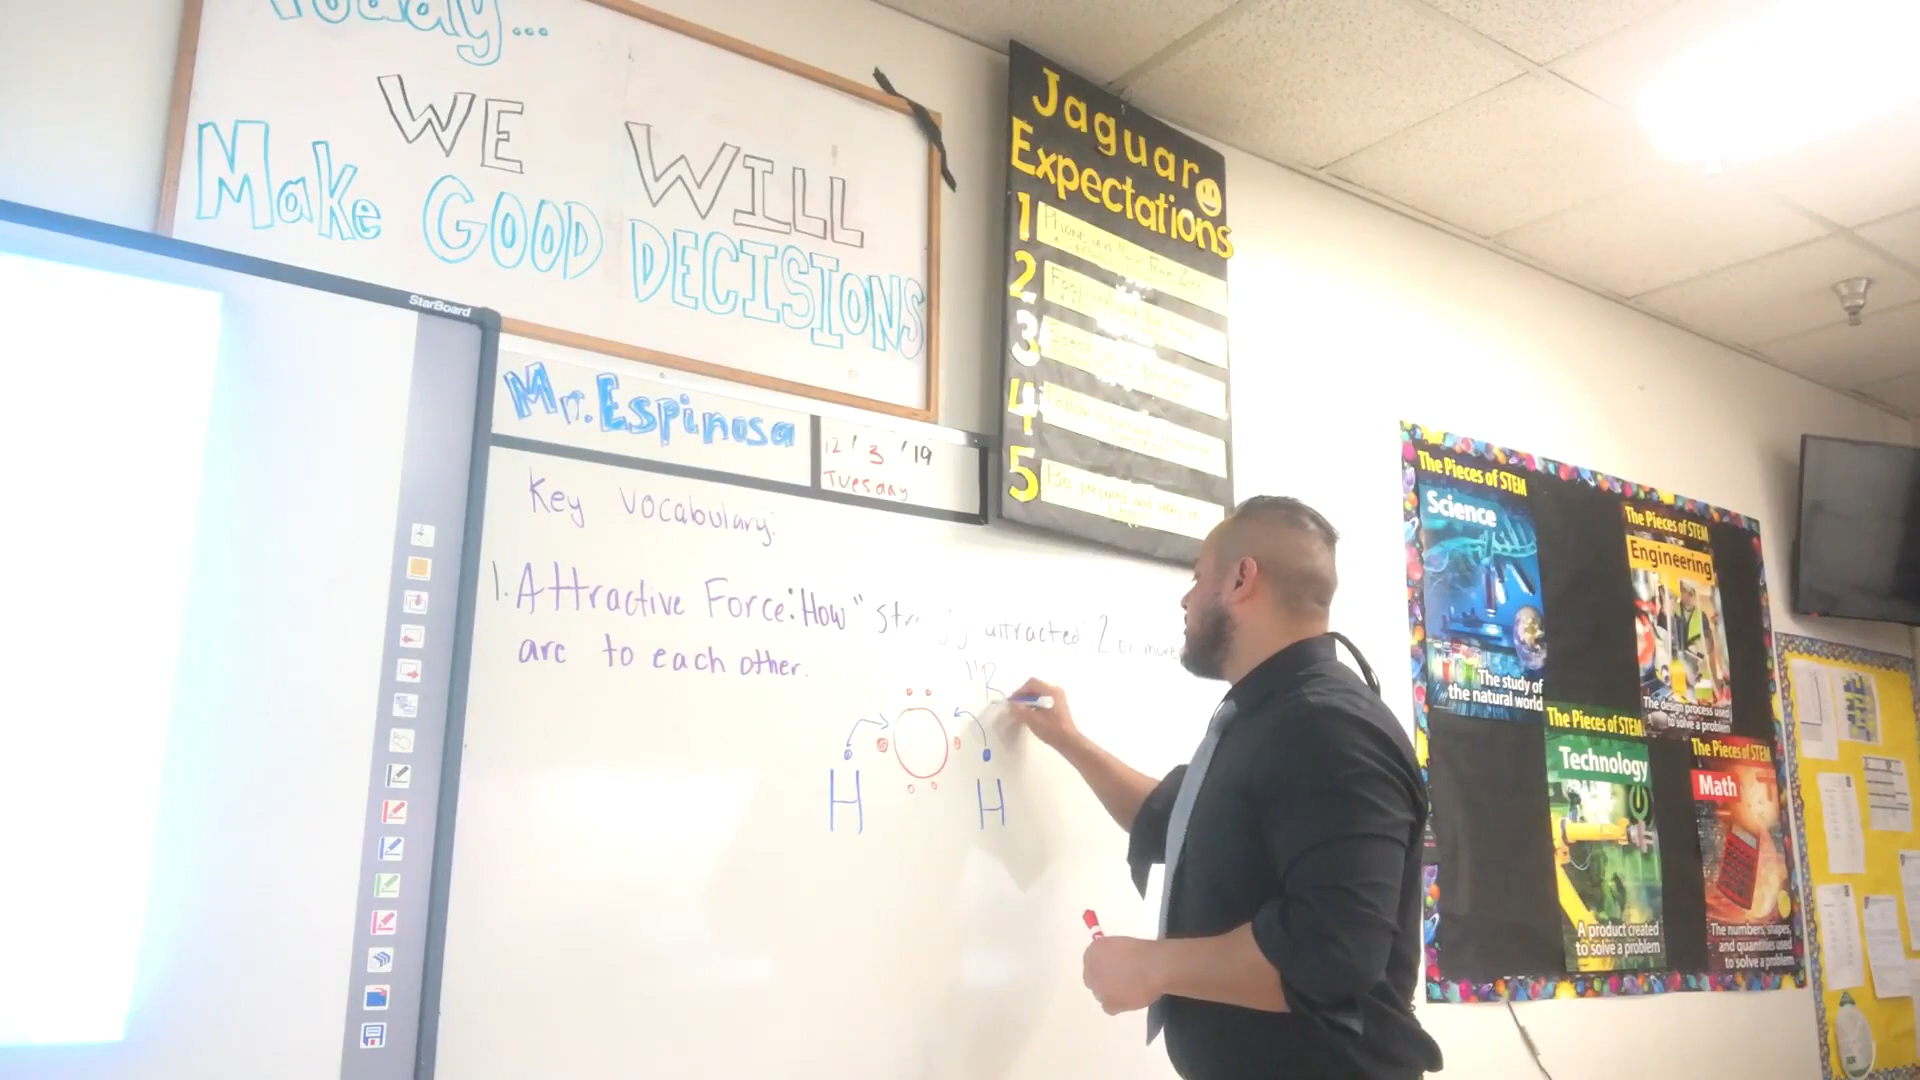 Today...
WE WILL
Make GOOD DECISIONS
StarBoard
Mr. Espinosa
12 / 3 / 19
Tuesday
Key Vocabulary:
1. Attractive Force: How "
attracted 2 or more
are to each other.
"R
H
H
Jaguar
Expectations
1
2
3
4
5 Be prepared and
The Pieces of STEM
Science
The study of
the natural world
The Pieces of STEM
Engineering
The design process used
to solve a problem
The Pieces of STEM
Technology
A product created
to solve a problem
The Pieces of STEM
Math
The numbers, shapes,
and quantities used
to solve a problem